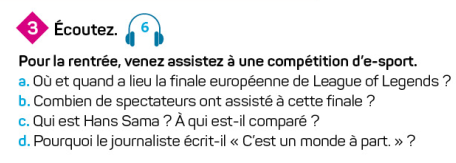 3 Écoutez. 6
Pour la rentrée, venez assistez à une compétition d'e-sport.
a. Où et quand a lieu la finale européenne de League of Legends ?
b. Combien de spectateurs ont assisté à cette finale ?
c. Qui est Hans Sama ? À qui est-il comparé ?
d. Pourquoi le journaliste écrit-il « C'est un monde à part. » ?